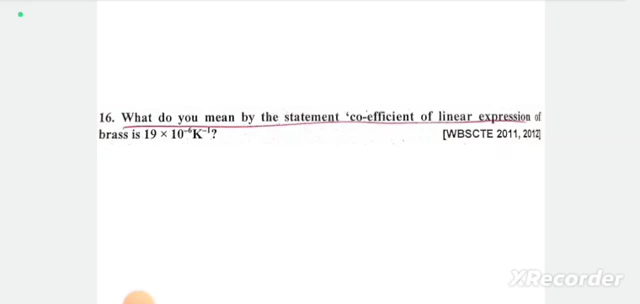 16. What do you mean by the statement ‘co-efficient of linear expression of
brass is 19 × 10⁻⁶K⁻¹?
[WBSCTE 2011, 2012]
XRecorder